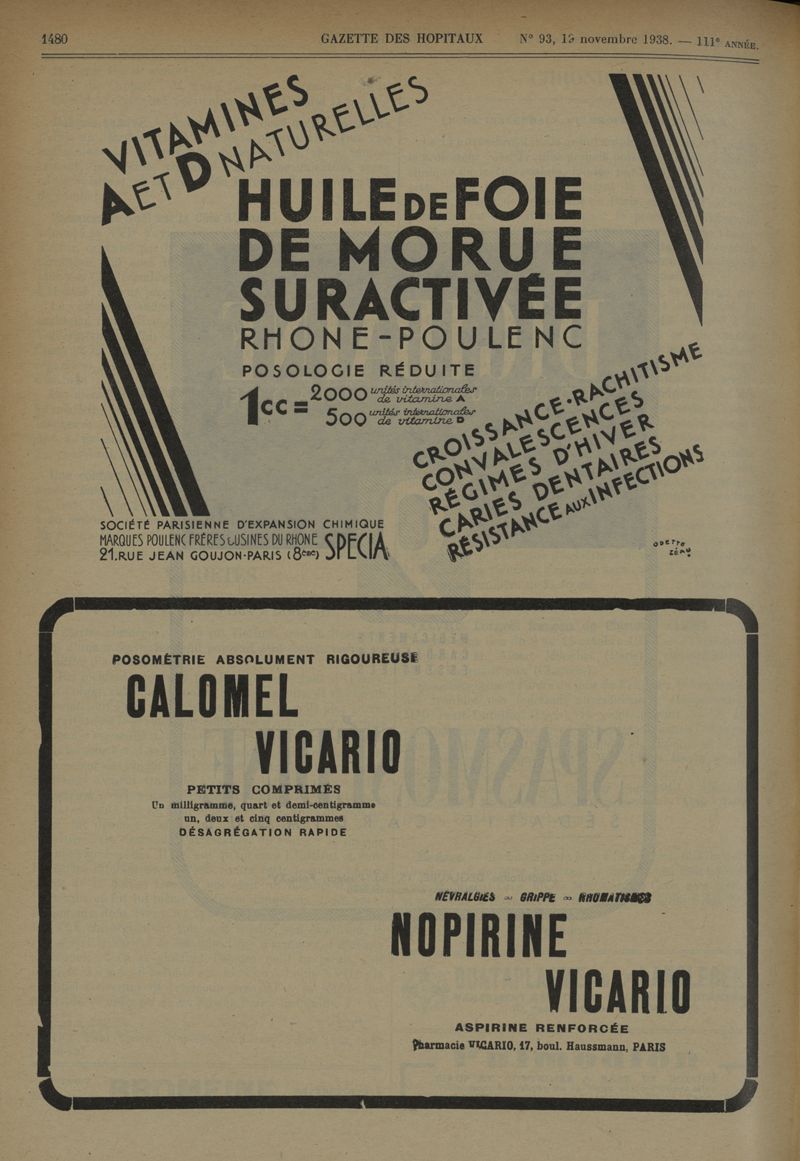 1480 GAZETTE DES HOPITAUX N° 93, 19 novembre 1938. — 111e ANNÉE.
VITAMINES
A ET D NATURELLES
HUILE DE FOIE
DE MORUE
SURACTIVÉE
RHONE-POULENC
POSOLOGIE RÉDUITE
1cc = 2000 unités internationales de vitamine A
500 unités internationales de vitamine D
CROISSANCE·RACHITISME
CONVALESCENCES
RÉGIMES D'HIVER
CARIES DENTAIRES
RÉSISTANCE AUX INFECTIONS
SOCIÉTÉ PARISIENNE D'EXPANSION CHIMIQUE
MARQUES POULENC FRÈRES & USINES DU RHONE SPECIA
21.RUE JEAN GOUJON-PARIS (8ème)
POSOMÉTRIE ABSOLUMENT RIGOUREUSE
CALOMEL
VICARIO
PETITS COMPRIMÉS
Un milligramme, quart et demi-centigramme
un, deux et cinq centigrammes
DÉSAGRÉGATION RAPIDE
NÉVRALGIES ∞ GRIPPE ∞ RHUMATISMES
NOPIRINE
VICARIO
ASPIRINE RENFORCÉE
Pharmacie VICARIO, 17, boul. Haussmann, PARIS